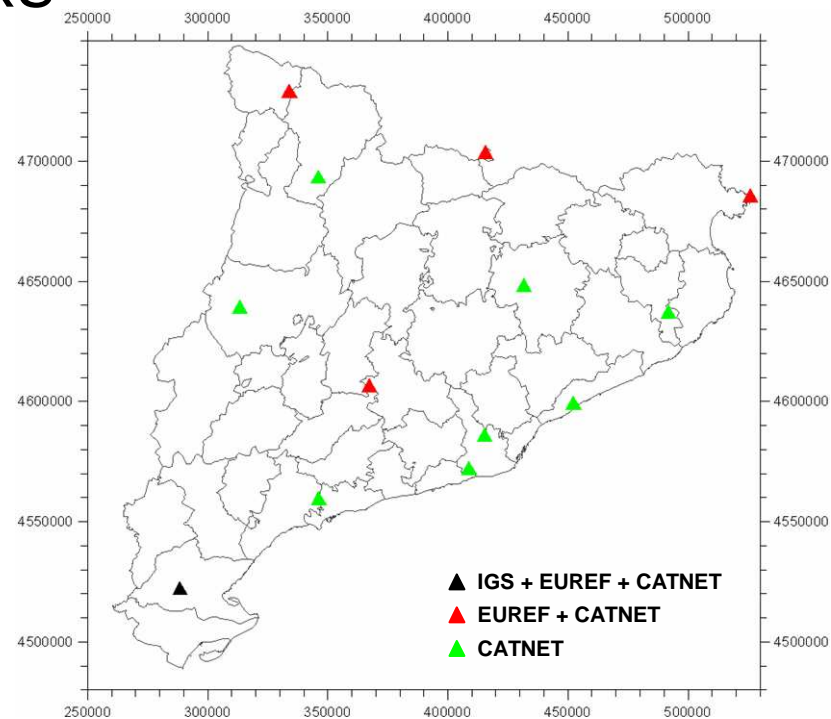 250000 300000 350000 400000 450000 500000
4700000 4700000
4650000 4650000
4600000 4600000
4550000 4550000
IGS + EUREF + CATNET
EUREF + CATNET
CATNET
4500000 4500000
250000 300000 350000 400000 450000 500000